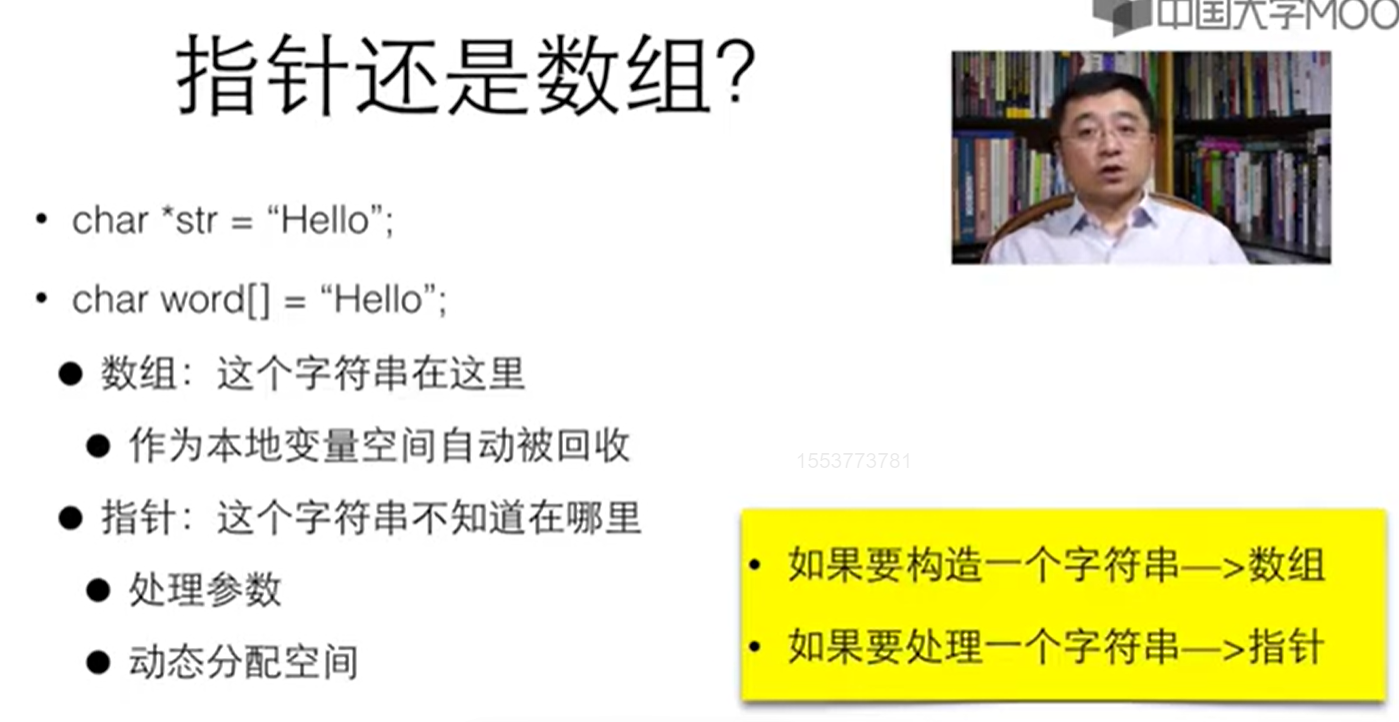 中国大学MOO
指针还是数组?
• char *str = “Hello”;
• char word[] = “Hello”;
● 数组：这个字符串在这里
● 作为本地变量空间自动被回收
● 指针：这个字符串不知道在哪里
● 处理参数
● 动态分配空间
1553773781
• 如果要构造一个字符串—>数组
• 如果要处理一个字符串—>指针